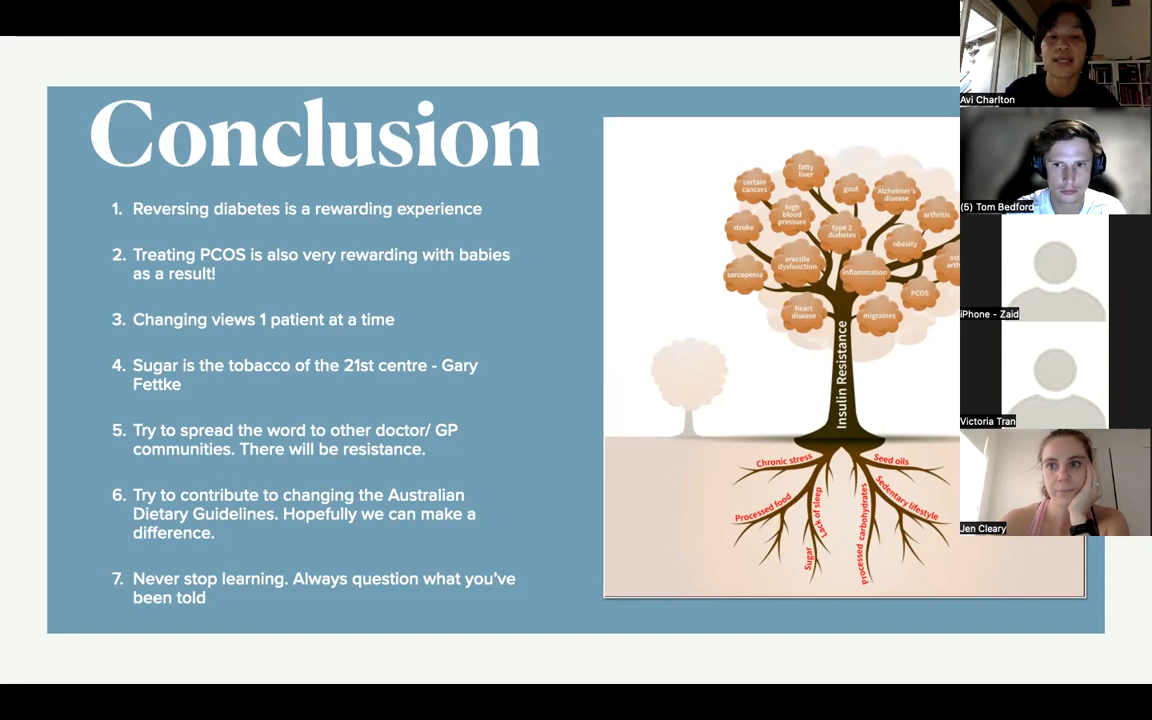 Conclusion
1. Reversing diabetes is a rewarding experience
2. Treating PCOS is also very rewarding with babies
as a result!
3. Changing views 1 patient at a time
4. Sugar is the tobacco of the 21st centre - Gary
Fettke
5. Try to spread the word to other doctor/ GP
communities. There will be resistance.
6. Try to contribute to changing the Australian
Dietary Guidelines. Hopefully we can make a
difference.
7. Never stop learning. Always question what you've
been told
certain
cancers
fatty
liver
gout
Alzheimer's
disease
high
blood
pressure
arthritis
stroke
type 2
diabetes
obesity
erectile
dysfunction
inflammation
sarcopenia
PCOS
heart
disease
migraines
Insulin Resistance
Chronic stress
Seed oils
Processed food
Lack of sleep
Sugar
Processed carbohydrates
Sedentary lifestyle
Avi Charlton
(5) Tom Bedford
iPhone - Zaid
Victoria Tran
Jen Cleary